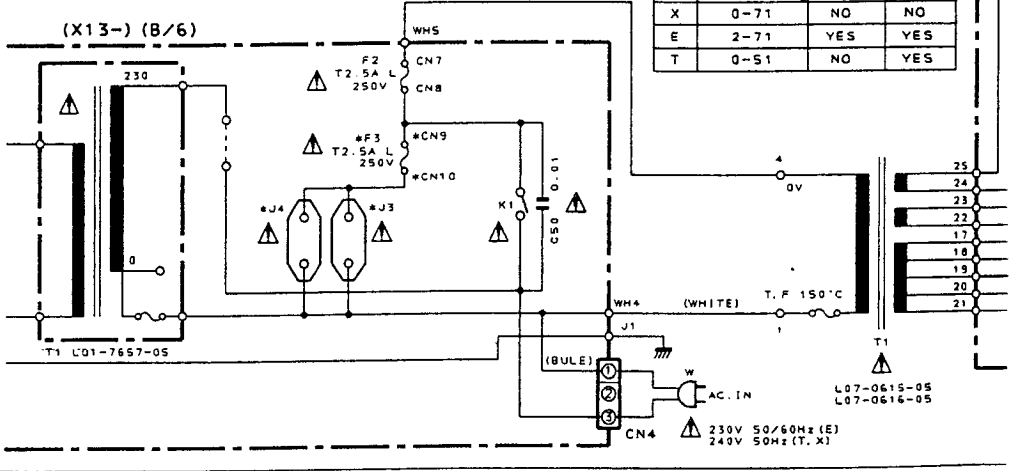 (X13-) (B/6)
WH5
X 0-71 NO NO
E 2-71 YES YES
T 0-51 NO YES
F2
T2.5A L
250V
CN7
CN8
230
*F3
T2.5A L
250V
*CN9
*CN10
K1
C50 0.01
*J4
*J3
0
4
0V
25
24
23
22
17
18
19
20
21
WH4
(WHITE)
T.F 150°C
1
J1
T1 L01-7657-05
(BULE)
1
2
3
CN4
W
AC.IN
T1
L07-0615-05
L07-0616-05
230V 50/60Hz (E)
240V 50Hz (T.X)